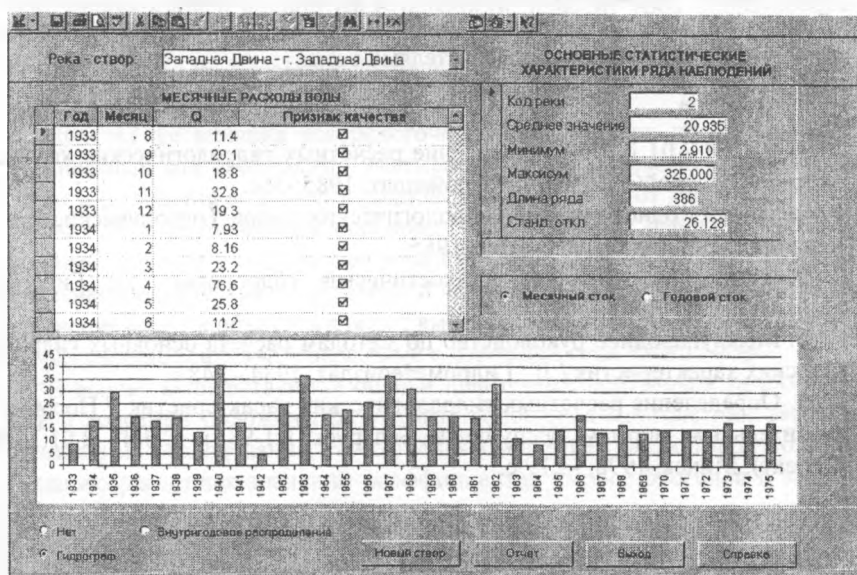 Река - створ Западная Двина - г. Западная Двина
МЕСЯЧНЫЕ РАСХОДЫ ВОДЫ
Год Месяц Q Признак качества
1933 8 11.4
1933 9 20.1
1933 10 18.8
1933 11 32.8
1933 12 19.3
1934 1 7.93
1934 2 8.16
1934 3 23.2
1934 4 76.6
1934 5 25.8
1934 6 11.2
ОСНОВНЫЕ СТАТИСТИЧЕСКИЕ
ХАРАКТЕРИСТИКИ РЯДА НАБЛЮДЕНИЙ
Код реки 2
Среднее значение 20.935
Минимум 2.910
Максисум 325.000
Длина ряда 386
Станд. откл 26.128
Месячный сток Годовой сток
45
40
35
30
25
20
15
10
5
0
1933 1934 1935 1936 1937 1938 1939 1940 1941 1942 1952 1953 1954 1955 1956 1957 1958 1959 1960 1961 1962 1963 1964 1965 1966 1967 1968 1969 1970 1971 1972 1973 1974 1975
Нет Внутригодовое распределение
Гидрограф
Новый створ Отчет Выход Справка